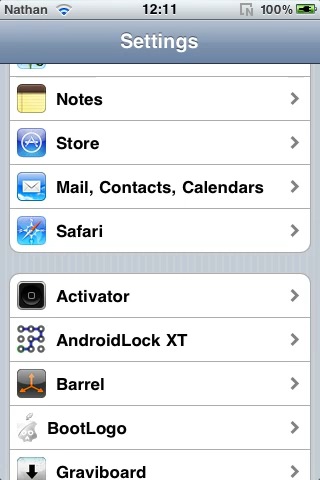 Nathan 12:11 100%
Settings
Notes
Store
Mail, Contacts, Calendars
Safari
Activator
AndroidLock XT
Barrel
BootLogo
Graviboard